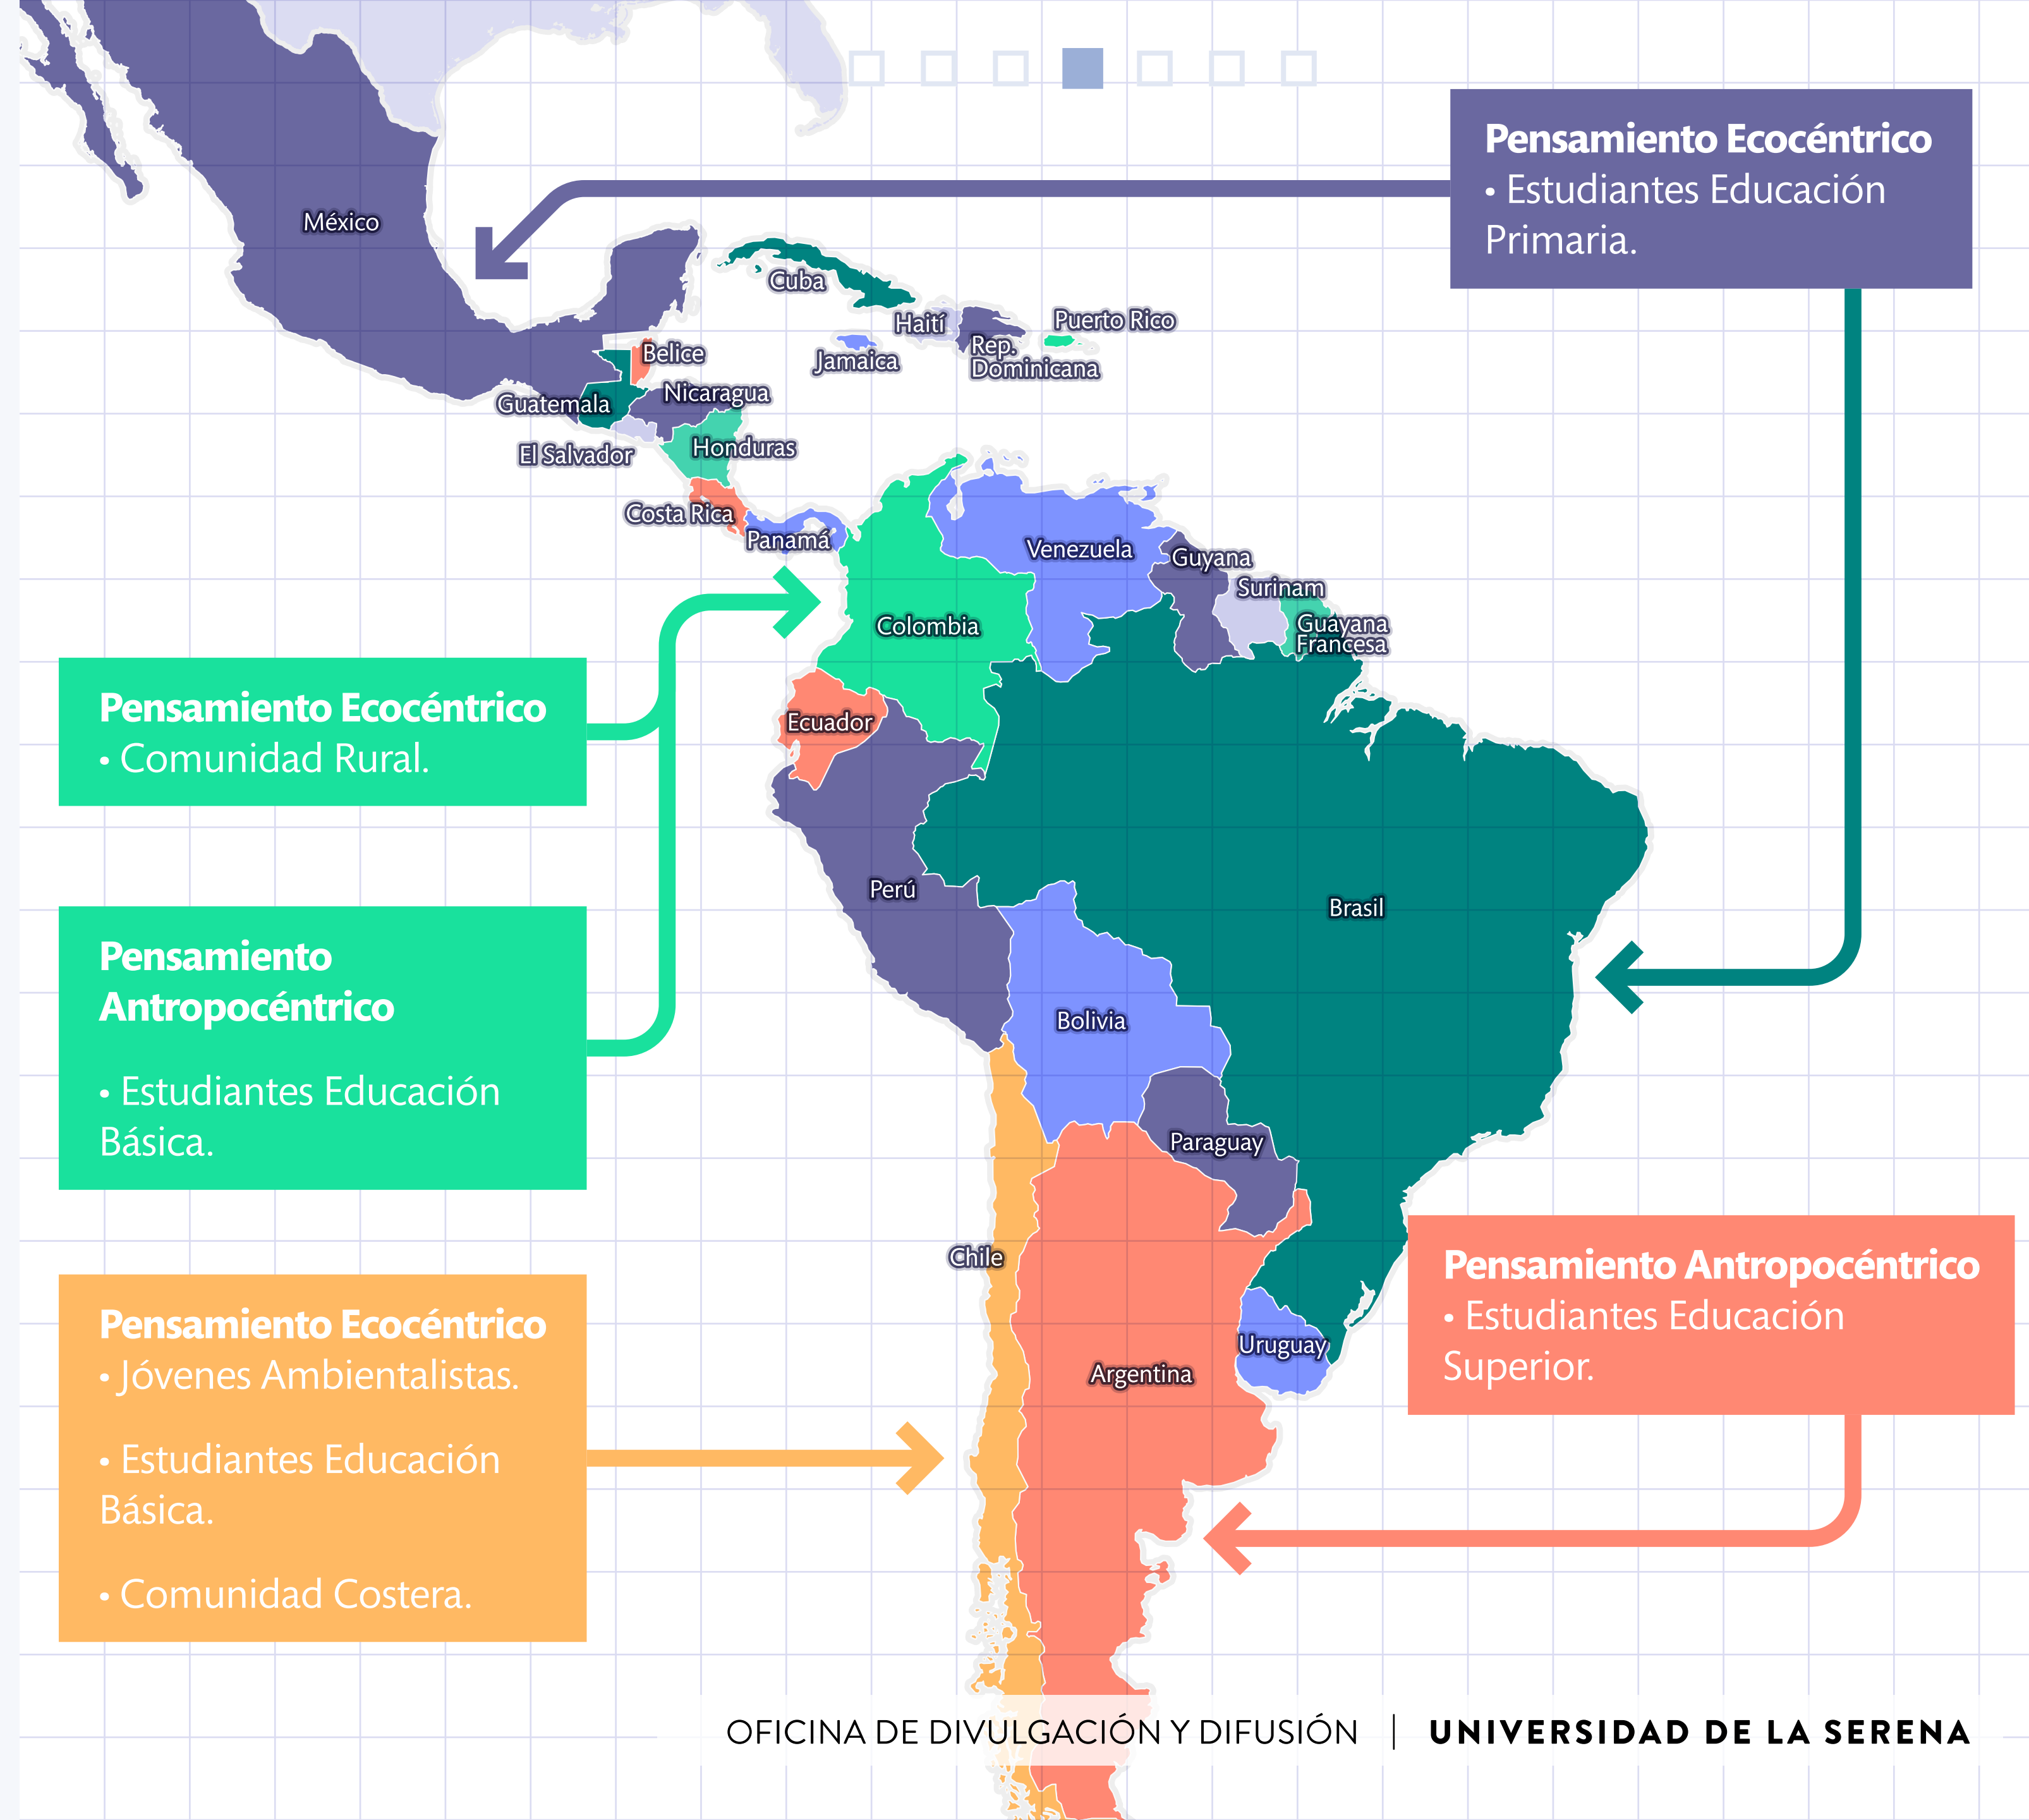 Pensamiento Ecocéntrico
• Estudiantes Educación
Primaria.
México
Cuba
Haití
Puerto Rico
Jamaica
Rep.
Dominicana
Belice
Nicaragua
Guatemala
El Salvador
Honduras
Costa Rica
Panamá
Venezuela
Guyana
Surinam
Guayana
Francesa
Colombia
Ecuador
Perú
Brasil
Bolivia
Paraguay
Chile
Uruguay
Argentina
Pensamiento Ecocéntrico
• Comunidad Rural.
Pensamiento
Antropocéntrico
• Estudiantes Educación
Básica.
Pensamiento Ecocéntrico
• Jóvenes Ambientalistas.
• Estudiantes Educación
Básica.
• Comunidad Costera.
Pensamiento Antropocéntrico
• Estudiantes Educación
Superior.
OFICINA DE DIVULGACIÓN Y DIFUSIÓN | UNIVERSIDAD DE LA SERENA